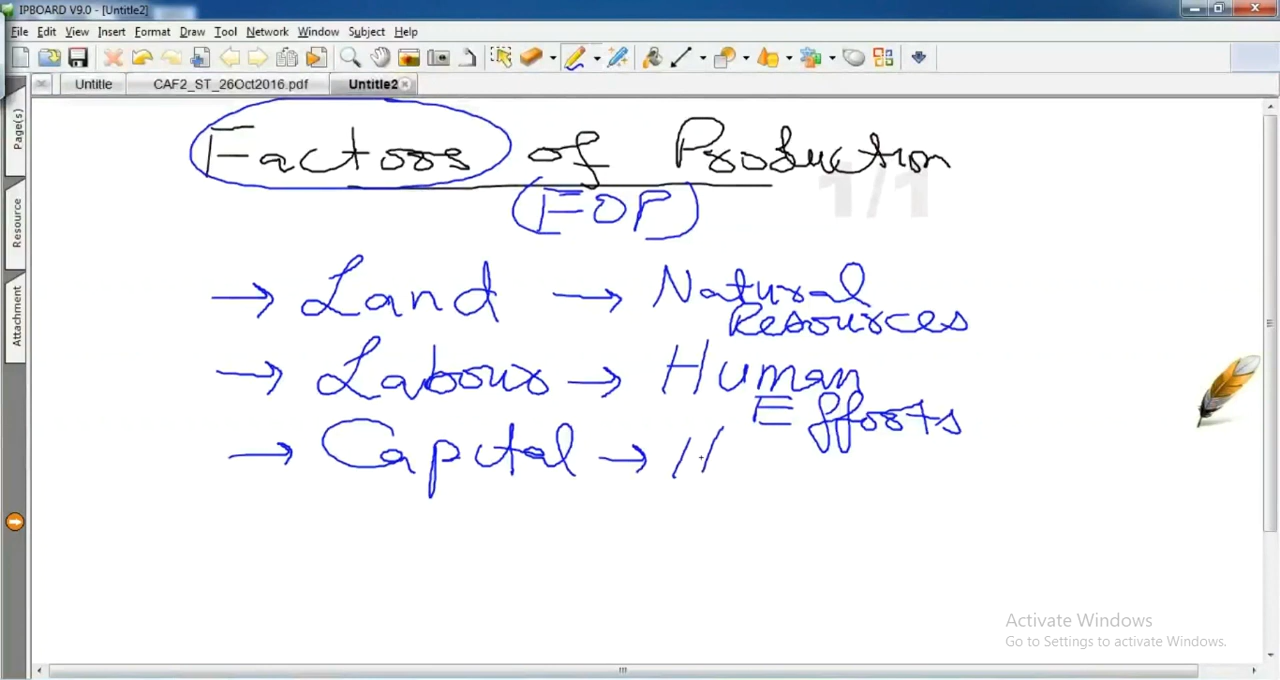 IPBOARD V9.0 - [Untitle2]
File Edit View Insert Format Draw Tool Network Window Subject Help
Untitle CAF2_ST_26Oct2016.pdf Untitle2
Page(s)
Resource
Attachment
Factors of Production
1/1
(FOP)
→ Land → Natural
Resources
→ Labour → Human
Efforts
→ Capital →
Activate Windows
Go to Settings to activate Windows.